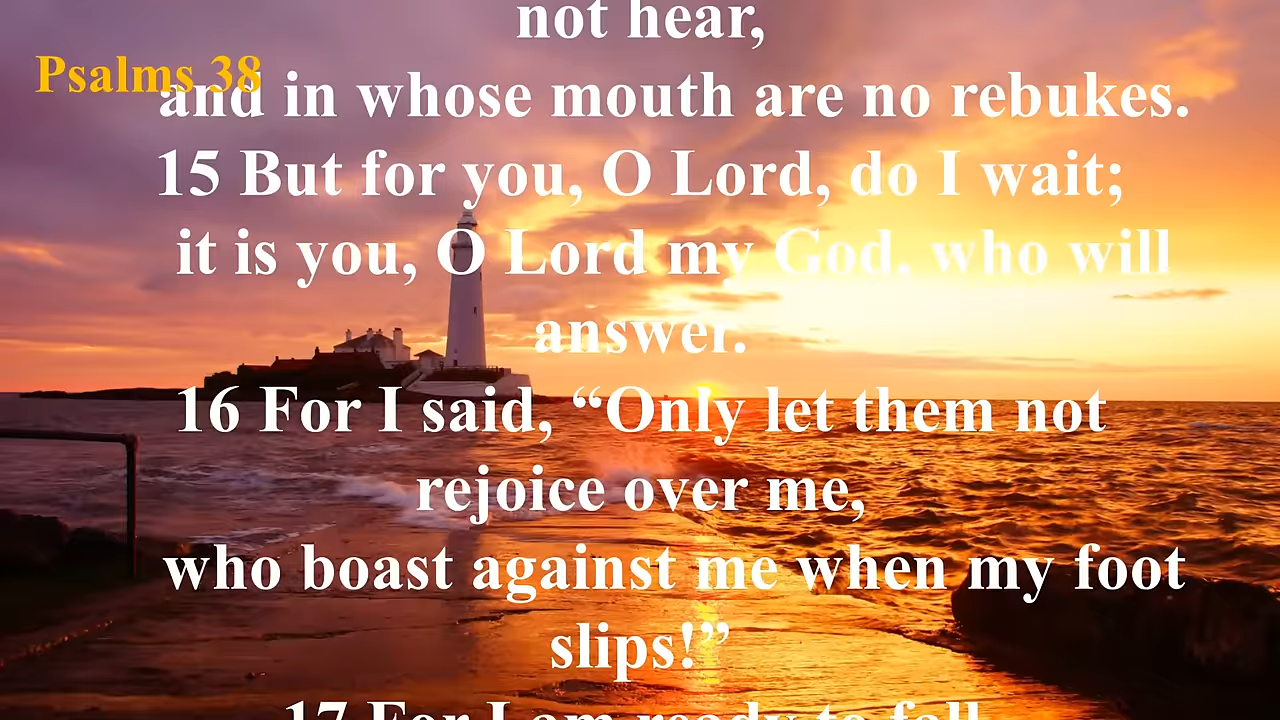 not hear,
Psalms 38
and in whose mouth are no rebukes.
15 But for you, O Lord, do I wait;
it is you, O Lord my God, who will
answer.
16 For I said, “Only let them not
rejoice over me,
who boast against me when my foot
slips!”
17 For I am ready to fall